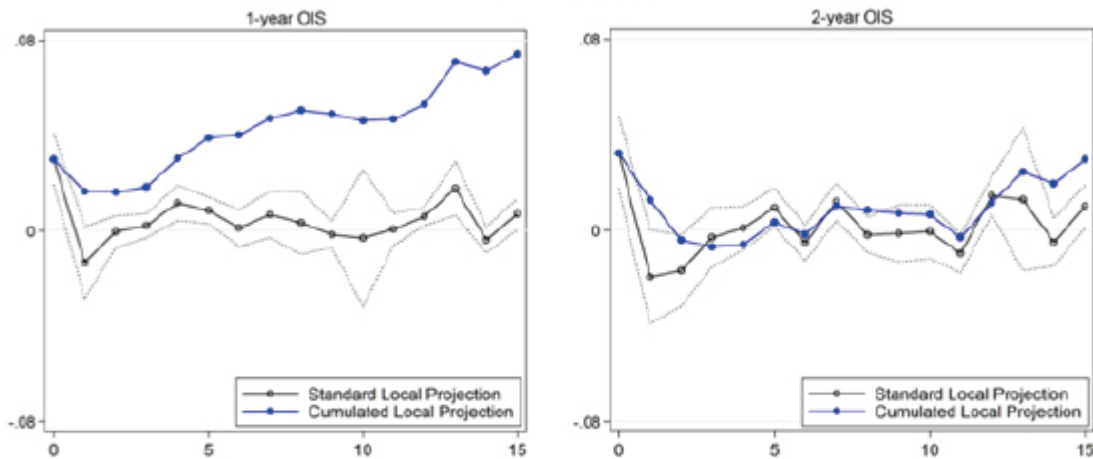 1-year OIS
.08
0
-.08
0 5 10 15
Standard Local Projection
Cumulated Local Projection
2-year OIS
.08
0
-.08
0 5 10 15
Standard Local Projection
Cumulated Local Projection